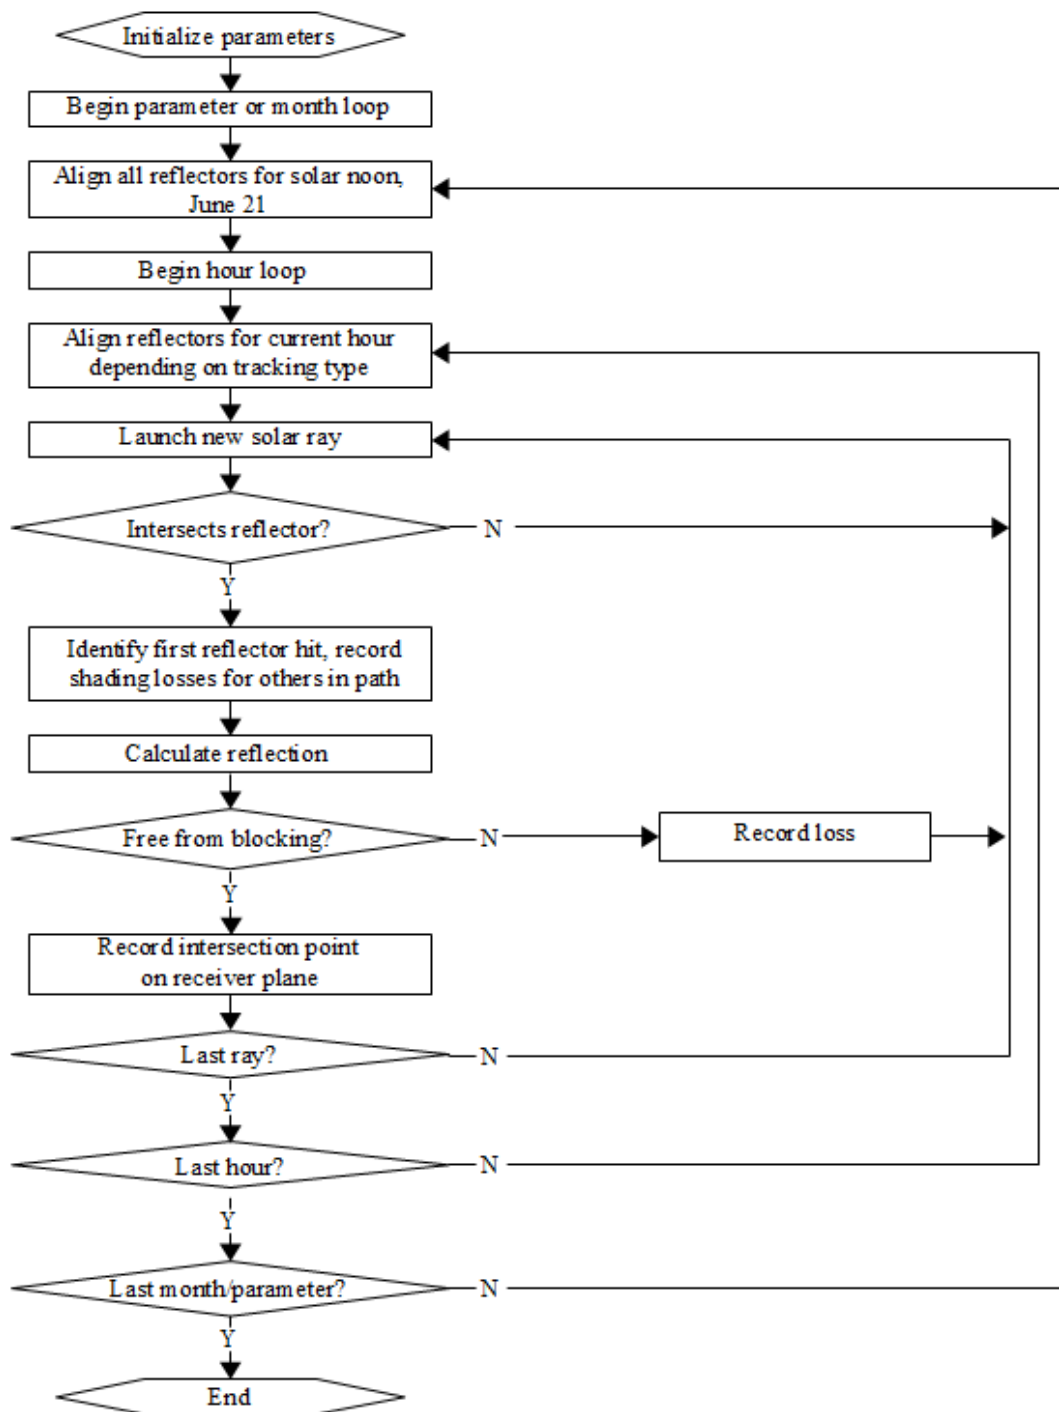 Initialize parameters
Begin parameter or month loop
Align all reflectors for solar noon,
June 21
Begin hour loop
Align reflectors for current hour
depending on tracking type
Launch new solar ray
Intersects reflector?
N
Y
Identify first reflector hit, record
shading losses for others in path
Calculate reflection
Free from blocking?
N
Record loss
Y
Record intersection point
on receiver plane
Last ray?
N
Y
Last hour?
N
Y
Last month/parameter?
N
Y
End